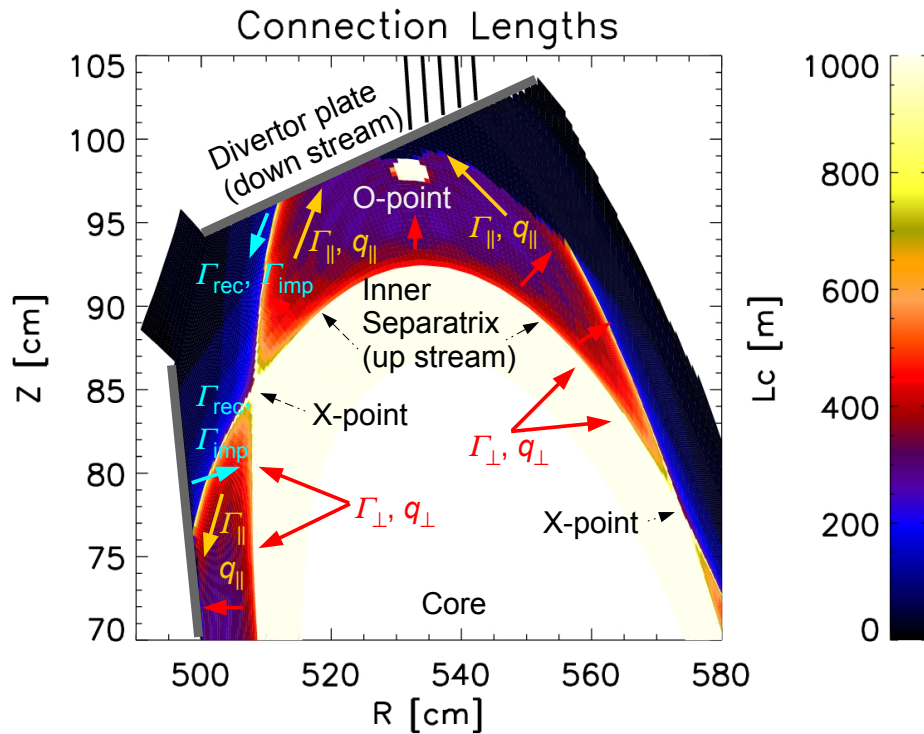 Connection Lengths
105
100
95
90
85
80
75
70
Z [cm]
Divertor plate
(down stream)
O-point
Γ∥, q∥
Γ∥, q∥
Γrec, Γimp
Inner
Separatrix
(up stream)
Γrec,
Γimp
X-point
Γ⊥, q⊥
Γ⊥, q⊥
X-point
Γ∥
q∥
Core
500
520
540
560
580
R [cm]
Lc [m]
1000
800
600
400
200
0